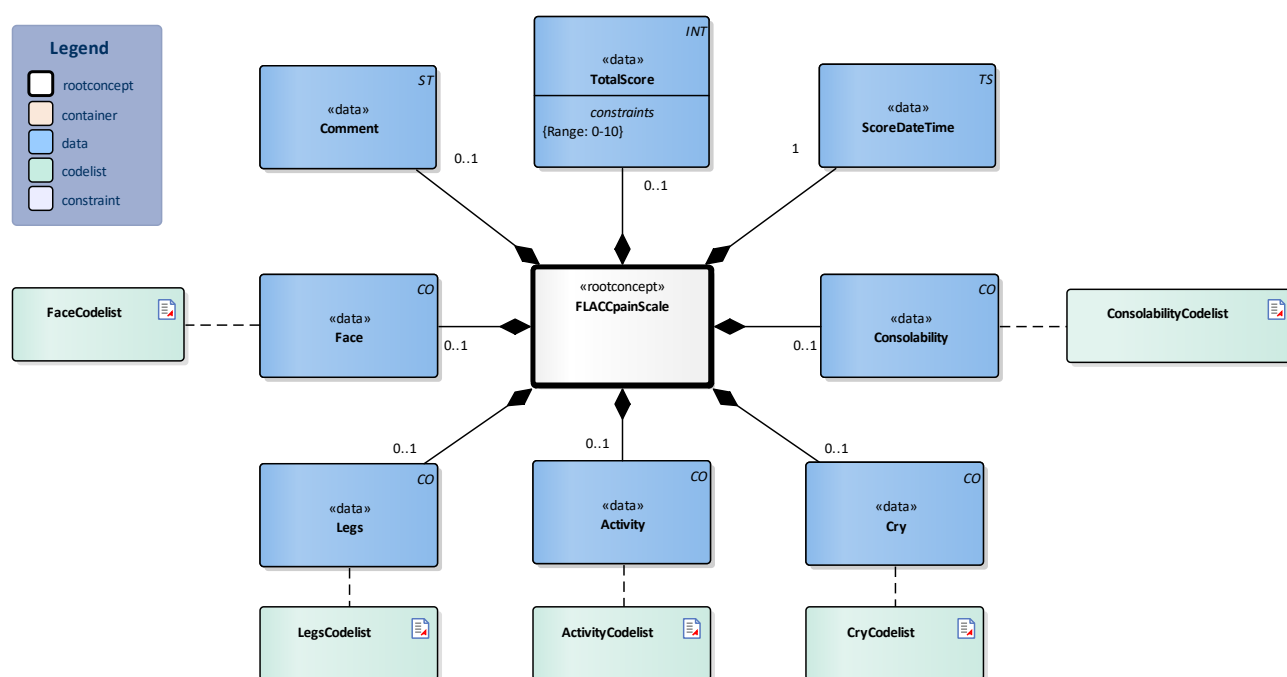 Legend
rootconcept
container
data
codelist
constraint
ST
«data»
Comment
0..1
INT
«data»
TotalScore
constraints
{Range: 0-10}
0..1
TS
«data»
ScoreDateTime
1
FaceCodelist
CO
«data»
Face
0..1
«rootconcept»
FLACCpainScale
CO
«data»
Consolability
0..1
ConsolabilityCodelist
0..1
CO
«data»
Legs
0..1
CO
«data»
Activity
0..1
CO
«data»
Cry
LegsCodelist
ActivityCodelist
CryCodelist